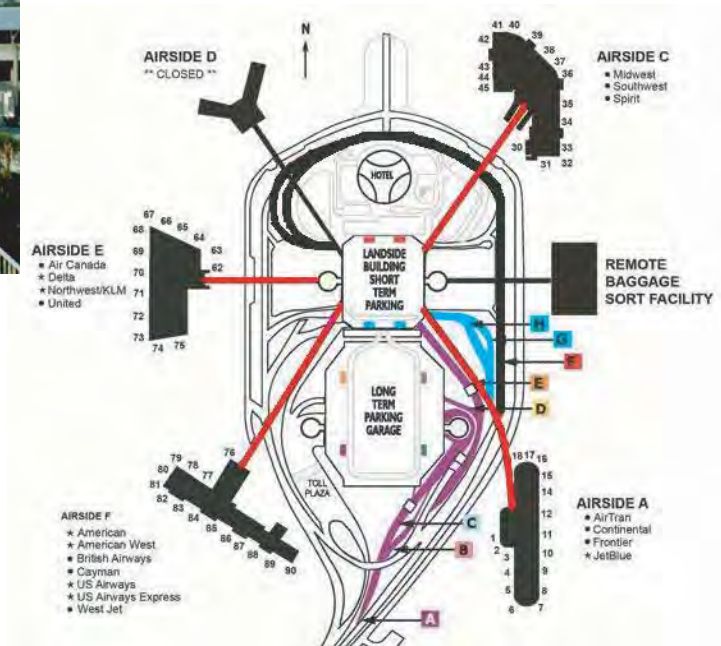 N
AIRSIDE D
** CLOSED **
AIRSIDE C
• Midwest
• Southwest
• Spirit
41 40
39
38
37
36
35
34
33
32
31
30
42
43
44
45
HOTEL
LANDSIDE
BUILDING
SHORT
TERM
PARKING
67
66
65
64
63
62
68
69
70
71
72
73
74
75
AIRSIDE E
• Air Canada
★ Delta
★ Northwest/KLM
• United
REMOTE
BAGGAGE
SORT FACILITY
H
G
F
E
D
LONG
TERM
PARKING
GARAGE
TOLL
PLAZA
76
77
78
79
80
81
82
83
84
85
86
87
88
89
90
AIRSIDE F
★ American
★ American West
• British Airways
• Cayman
★ US Airways
★ US Airways Express
• West Jet
C
B
A
18 17 16
15
14
12
11
10
9
8
7
6
5
4
3
2
1
AIRSIDE A
• AirTran
• Continental
• Frontier
★ JetBlue